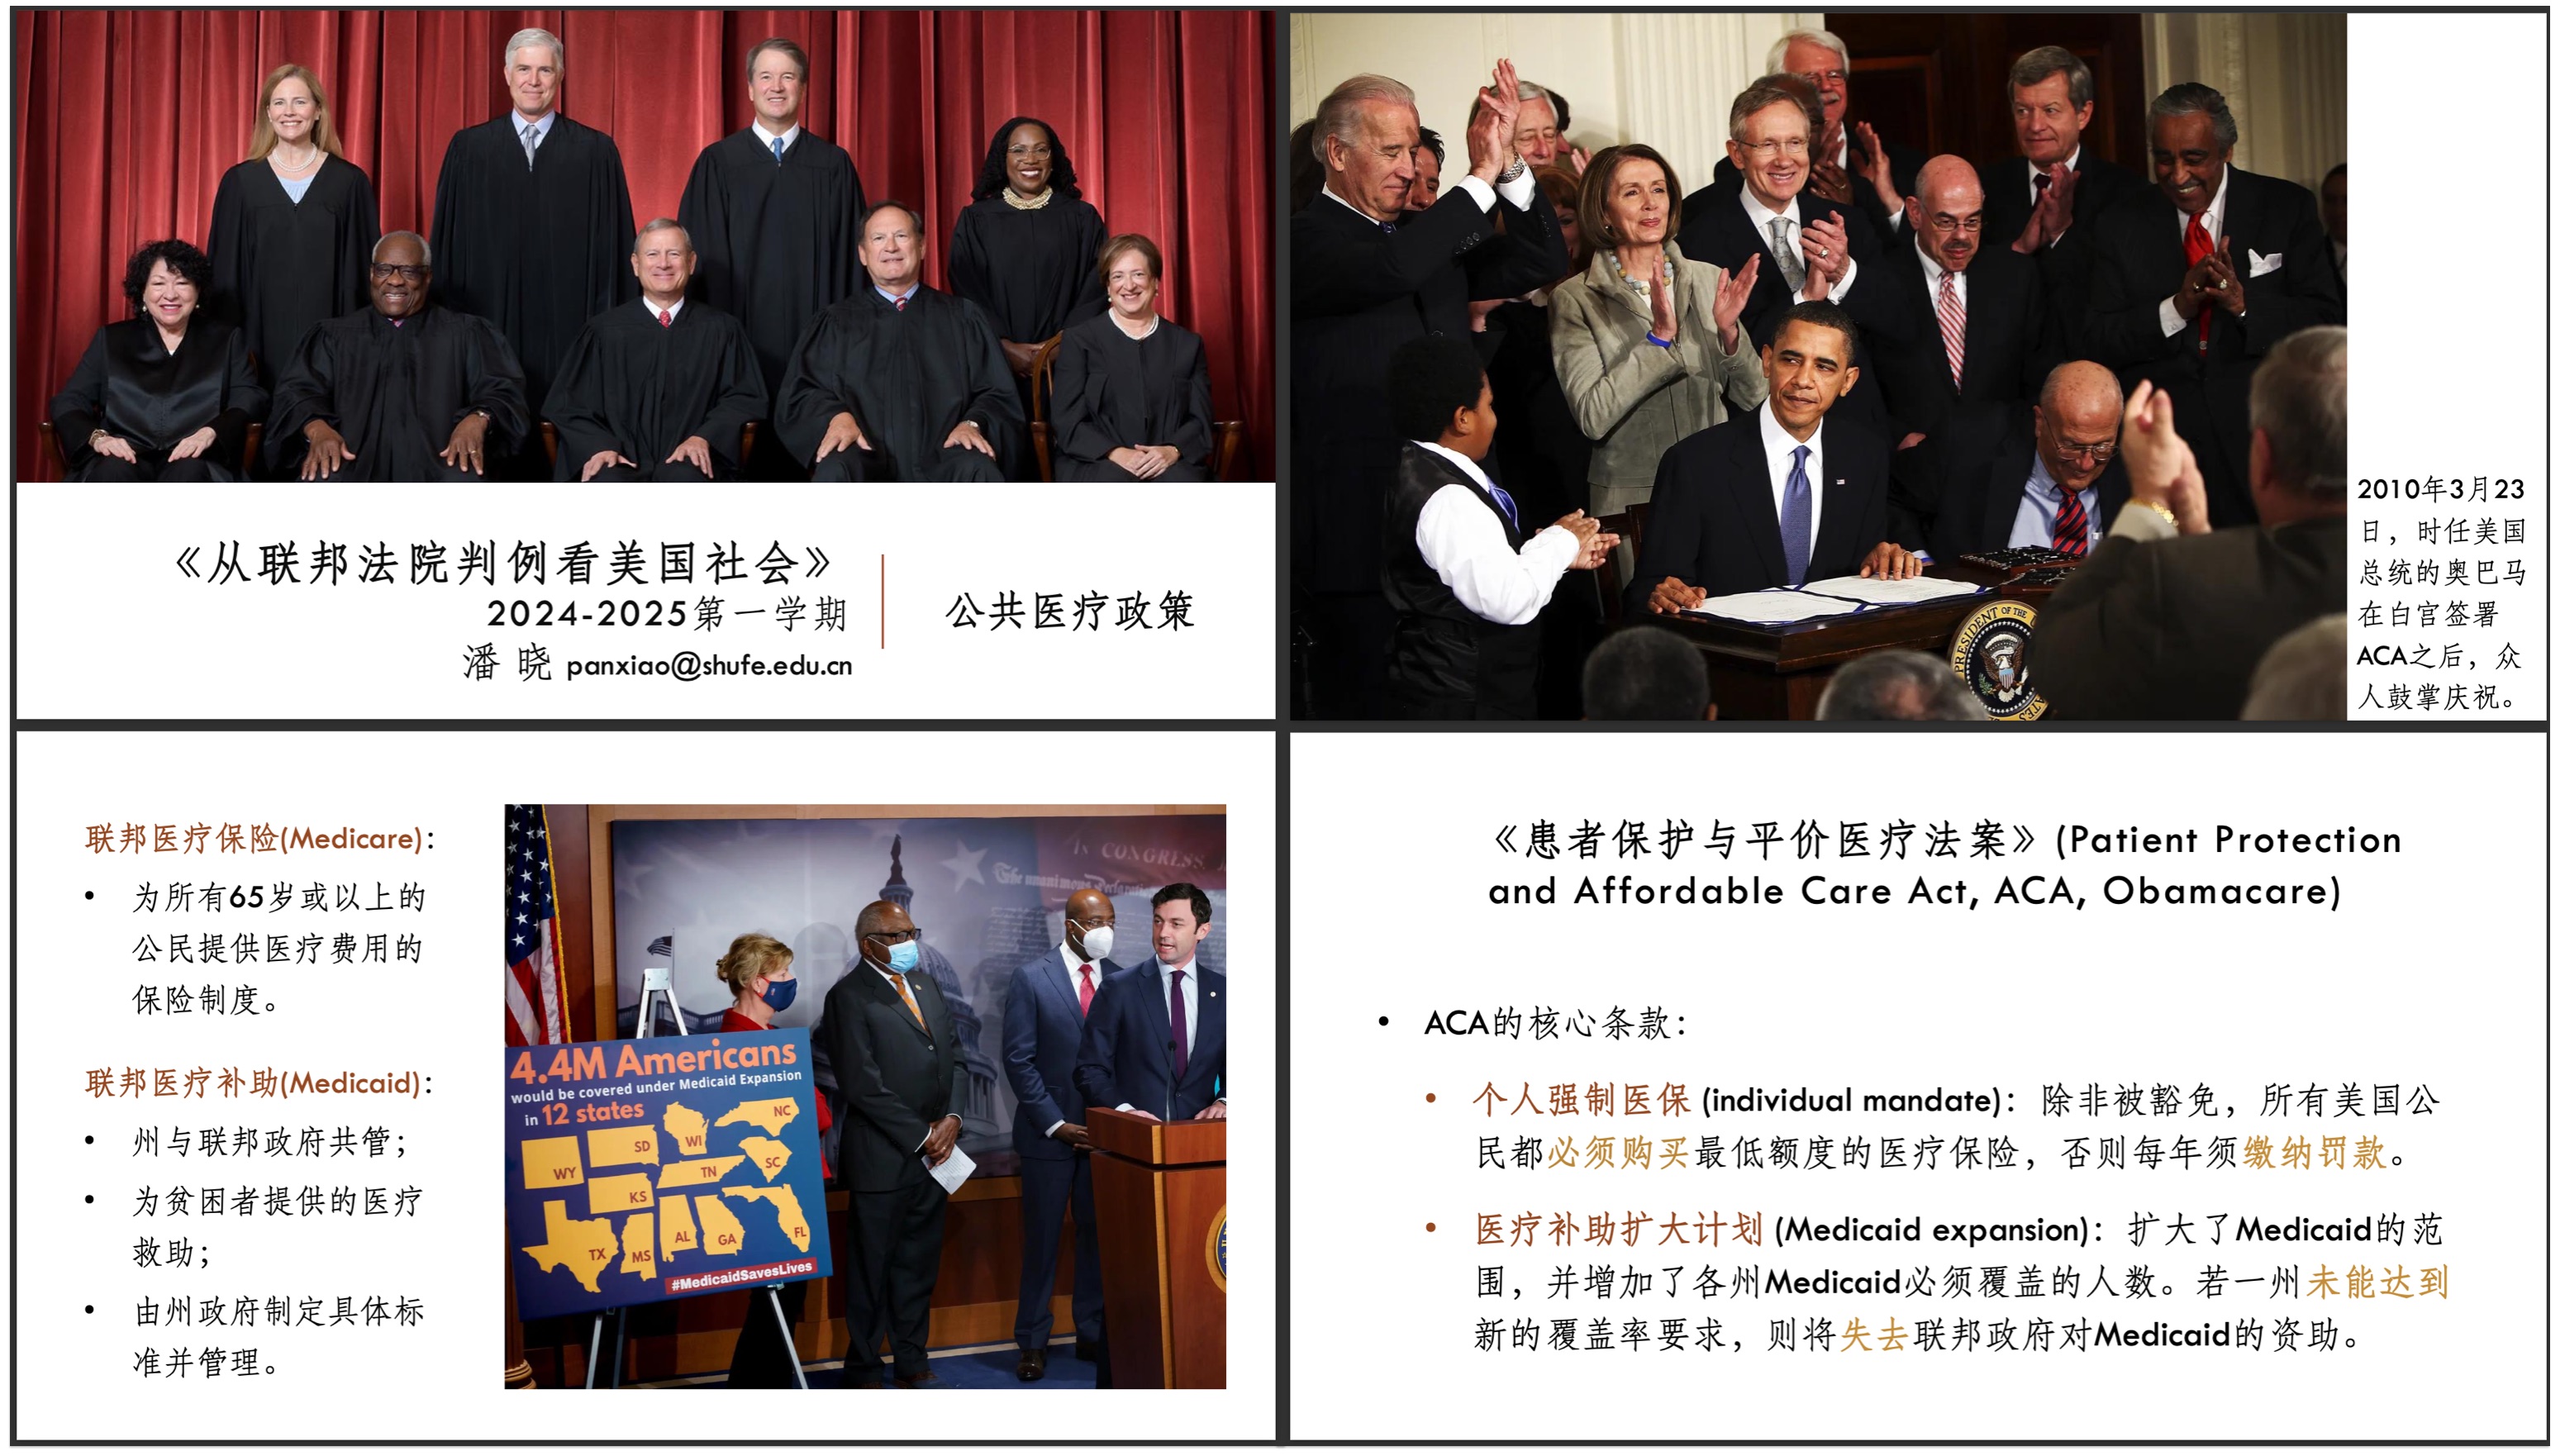 《从联邦法院判例看美国社会》
2024-2025第一学期
潘 晓 panxiao@shufe.edu.cn
公共医疗政策
PRESIDENT OF THE
2010年3月23
日，时任美国
总统的奥巴马
在白宫签署
ACA之后，众
人鼓掌庆祝。
联邦医疗保险(Medicare)：
• 为所有65岁或以上的
公民提供医疗费用的
保险制度。
联邦医疗补助(Medicaid)：
• 州与联邦政府共管；
• 为贫困者提供的医疗
救助；
• 由州政府制定具体标
准并管理。
IN CONGRESS,
The unanimous Declaration
4.4M Americans
would be covered under Medicaid Expansion
in 12 states
NC
SD
WI
WY
TN
SC
KS
TX
MS
AL
GA
FL
#MedicaidSavesLives
《患者保护与平价医疗法案》(Patient Protection
and Affordable Care Act, ACA, Obamacare)
• ACA的核心条款：
• 个人强制医保 (individual mandate)：除非被豁免，所有美国公
民都必须购买最低额度的医疗保险，否则每年须缴纳罚款。
• 医疗补助扩大计划 (Medicaid expansion)：扩大了Medicaid的范
围，并增加了各州Medicaid必须覆盖的人数。若一州未能达到
新的覆盖率要求，则将失去联邦政府对Medicaid的资助。